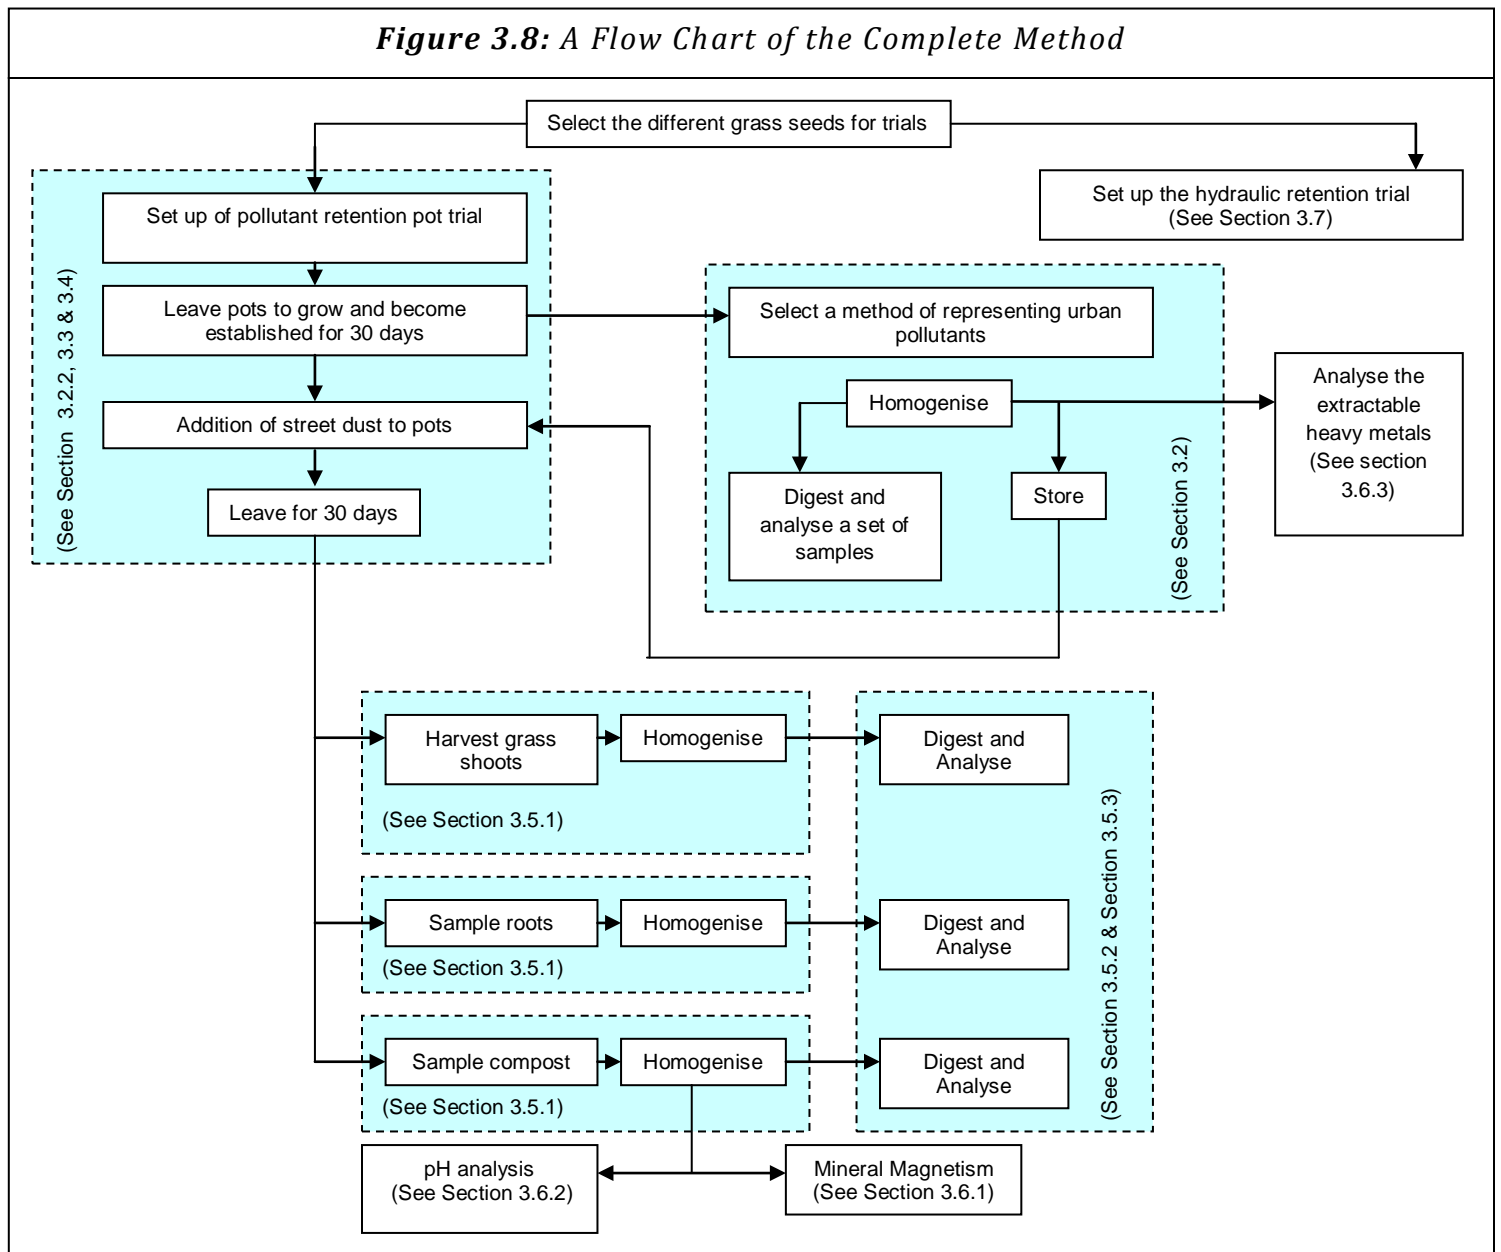 Figure 3.8: A Flow Chart of the Complete Method
Select the different grass seeds for trials
Set up of pollutant retention pot trial
Set up the hydraulic retention trial
(See Section 3.7)
(See Section 3.2.2, 3.3 & 3.4)
Leave pots to grow and become
established for 30 days
Select a method of representing urban
pollutants
Addition of street dust to pots
Homogenise
Analyse the
extractable
heavy metals
(See section
3.6.3)
Leave for 30 days
Digest and
analyse a set of
samples
Store
(See Section 3.2)
Harvest grass
shoots
Homogenise
Digest and
Analyse
(See Section 3.5.1)
(See Section 3.5.2 & Section 3.5.3)
Sample roots
Homogenise
Digest and
Analyse
(See Section 3.5.1)
Sample compost
Homogenise
Digest and
Analyse
(See Section 3.5.1)
pH analysis
(See Section 3.6.2)
Mineral Magnetism
(See Section 3.6.1)